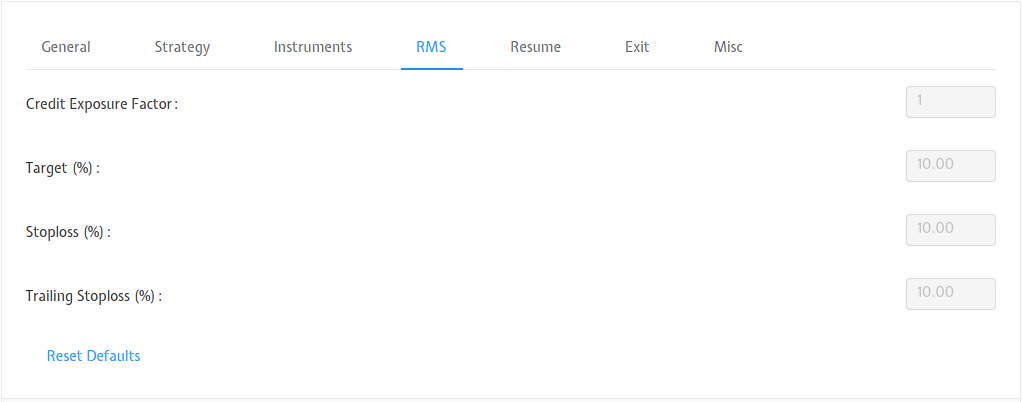 General Strategy Instruments RMS Resume Exit Misc
Credit Exposure Factor : 1
Target (%) : 10.00
Stoploss (%) : 10.00
Trailing Stoploss (%) : 10.00
Reset Defaults